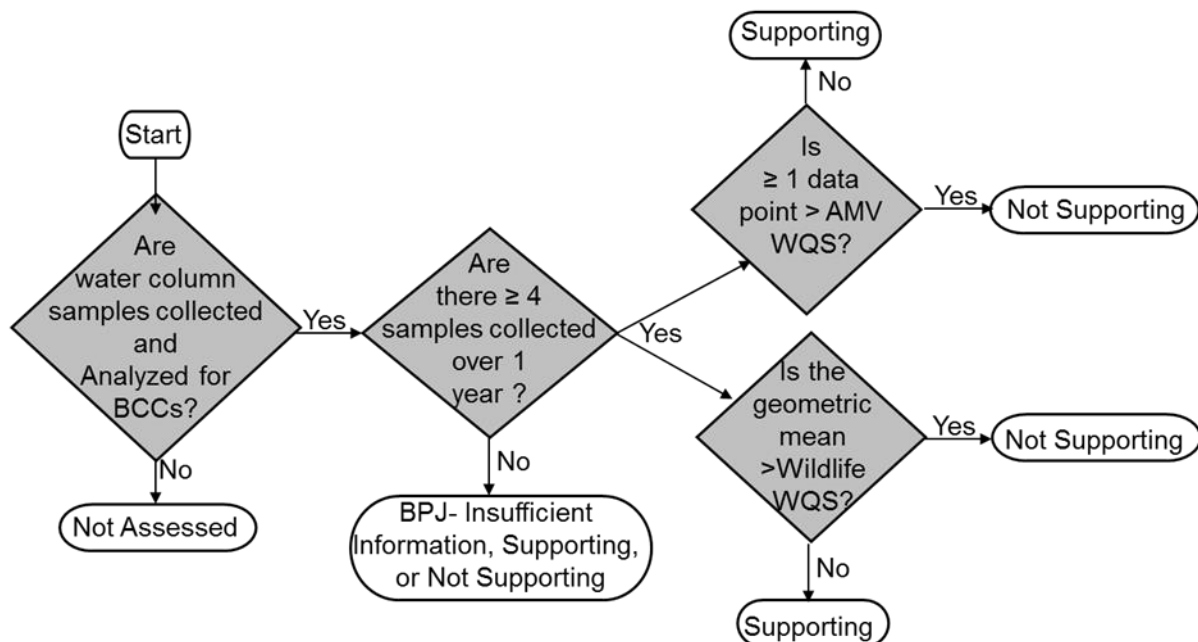 Start
Are
water column
samples collected
and
Analyzed for
BCCs?
No
Not Assessed
Yes
Are
there ≥ 4
samples collected
over 1
year ?
No
BPJ- Insufficient
Information, Supporting,
or Not Supporting
Yes
Is
≥ 1 data
point > AMV
WQS?
No
Supporting
Yes
Not Supporting
Is the
geometric
mean
>Wildlife
WQS?
Yes
Not Supporting
No
Supporting